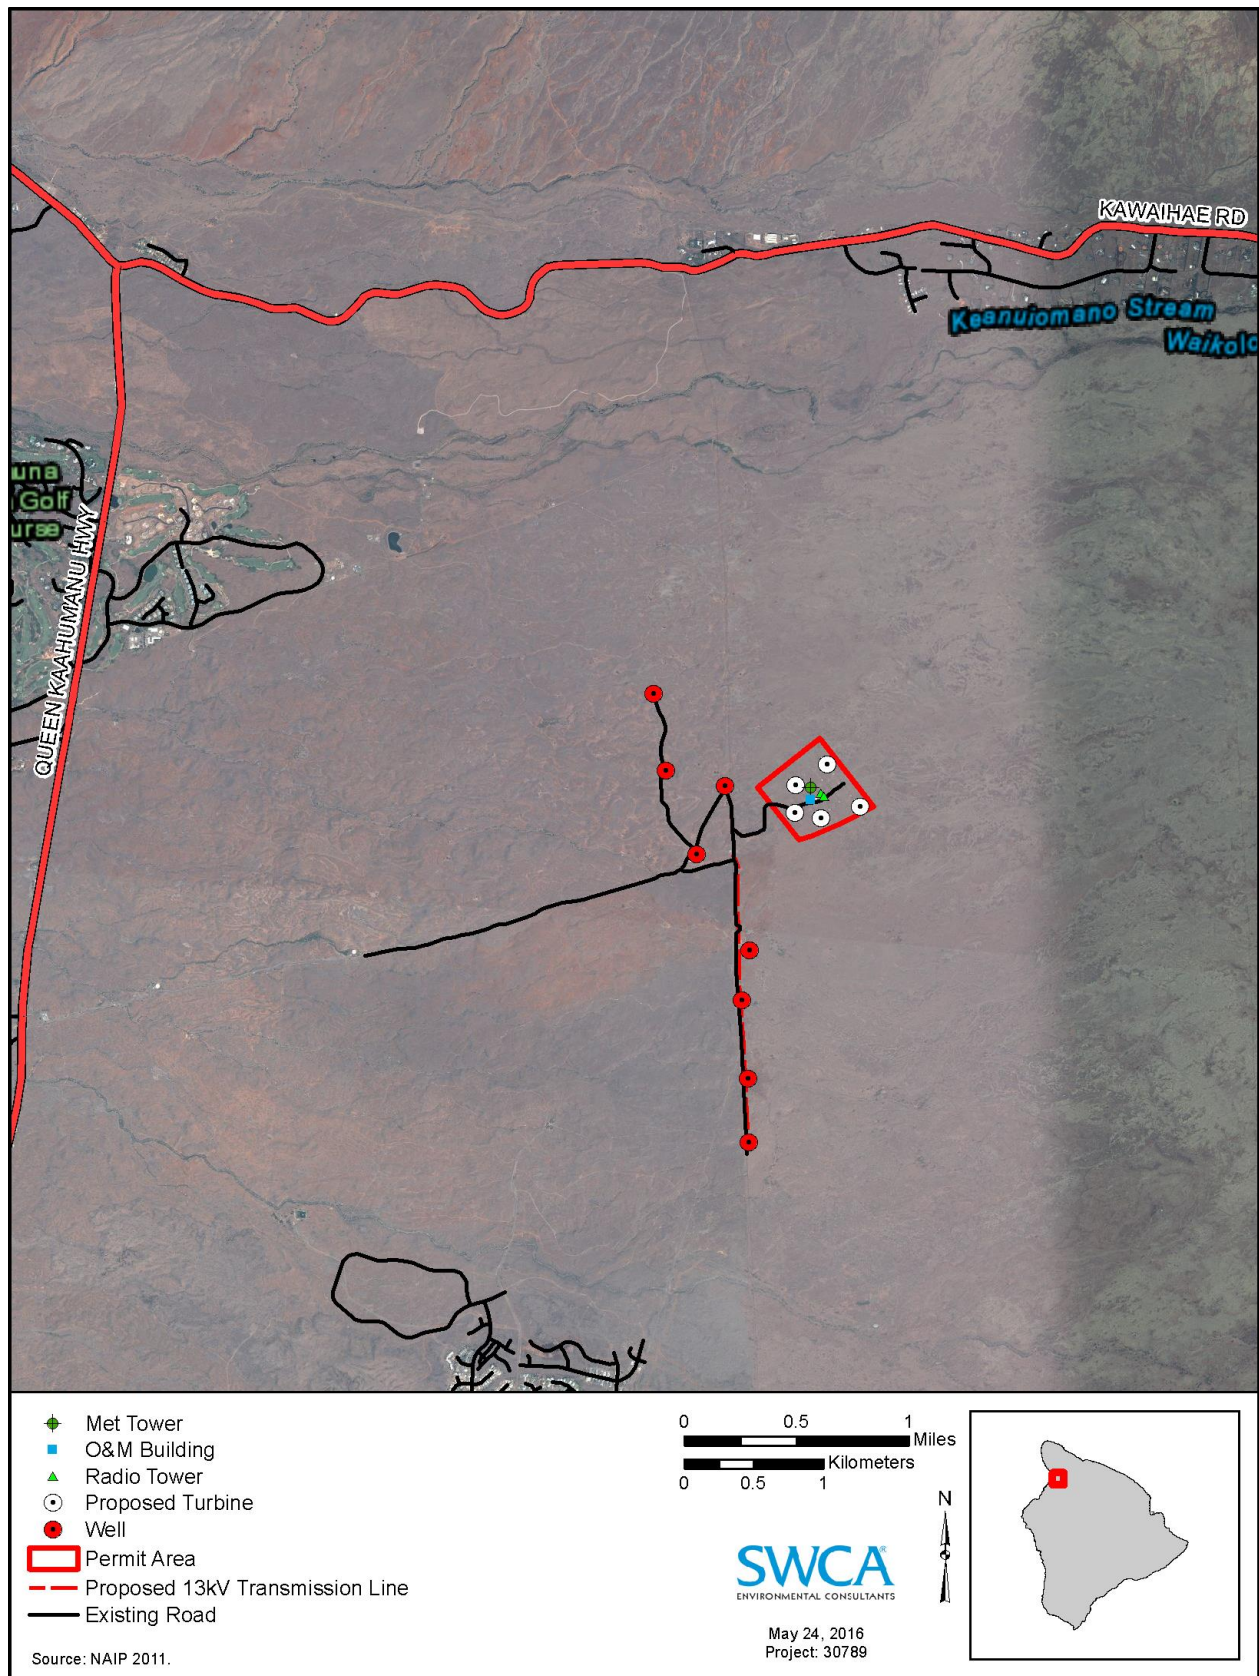 KAWAIHAE RD
Keanuiomano Stream
Waikolo
una
Golf
urse
QUEEN KAAHUMANU HWY
Met Tower
O&M Building
Radio Tower
Proposed Turbine
Well
Permit Area
Proposed 13kV Transmission Line
Existing Road
Source: NAIP 2011.
0 0.5 1
Miles
Kilometers
0 0.5 1
N
SWCA®
ENVIRONMENTAL CONSULTANTS
May 24, 2016
Project: 30789